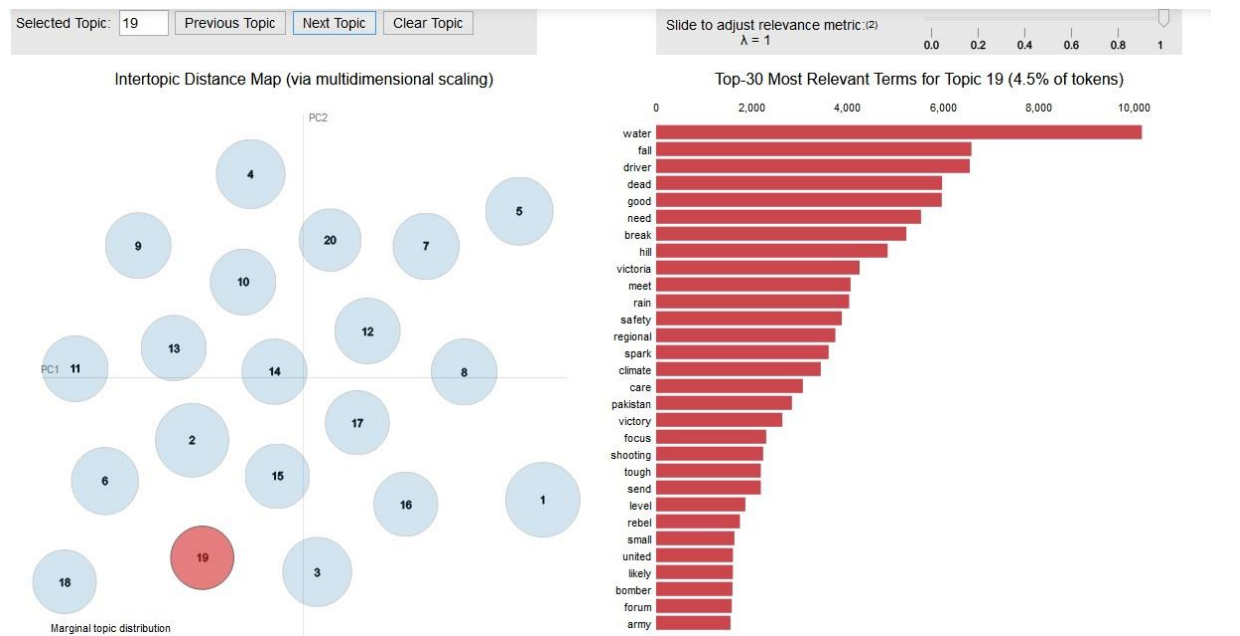 Selected Topic: 19 Previous Topic Next Topic Clear Topic
Slide to adjust relevance metric:(2)
λ = 1
0.0 0.2 0.4 0.6 0.8 1
Intertopic Distance Map (via multidimensional scaling)
PC2
4
5
9
20
7
10
12
13
PC1
11
14
8
17
2
15
6
16
1
19
3
18
Marginal topic distribution
Top-30 Most Relevant Terms for Topic 19 (4.5% of tokens)
0 2,000 4,000 6,000 8,000 10,000
water
fall
driver
dead
good
need
break
hill
victoria
meet
rain
safety
regional
spark
climate
care
pakistan
victory
focus
shooting
tough
send
level
rebel
small
united
likely
bomber
forum
army